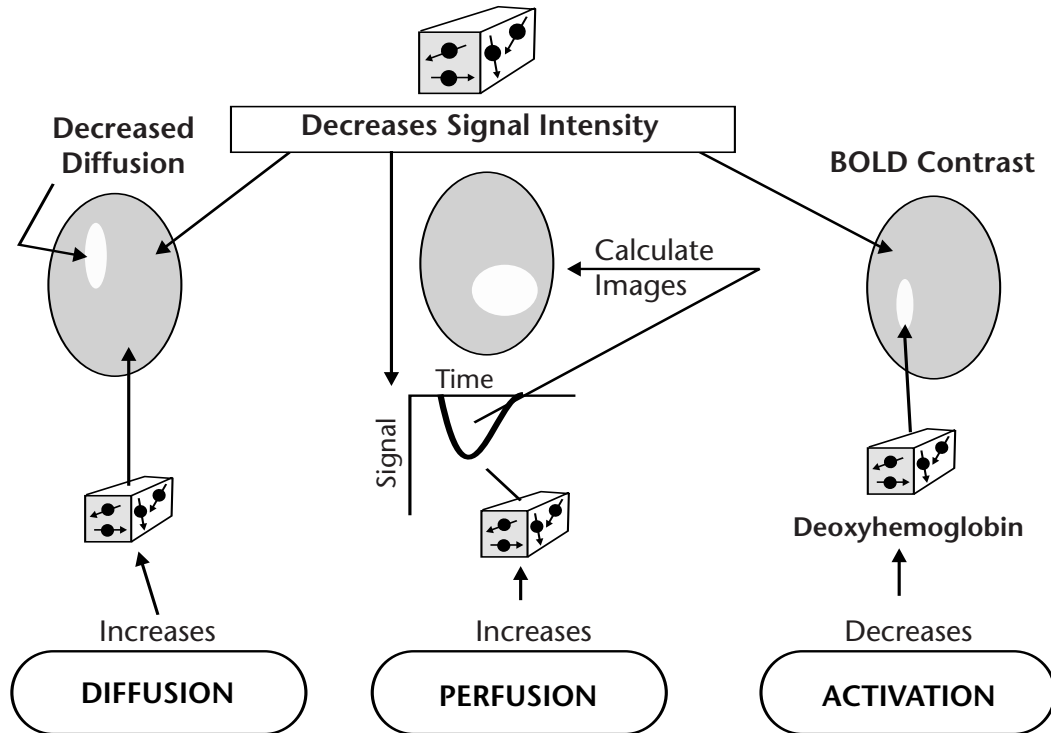 Decreases Signal Intensity
Decreased
Diffusion
BOLD Contrast
Calculate
Images
Time
Signal
Deoxyhemoglobin
Increases
Increases
Decreases
DIFFUSION
PERFUSION
ACTIVATION